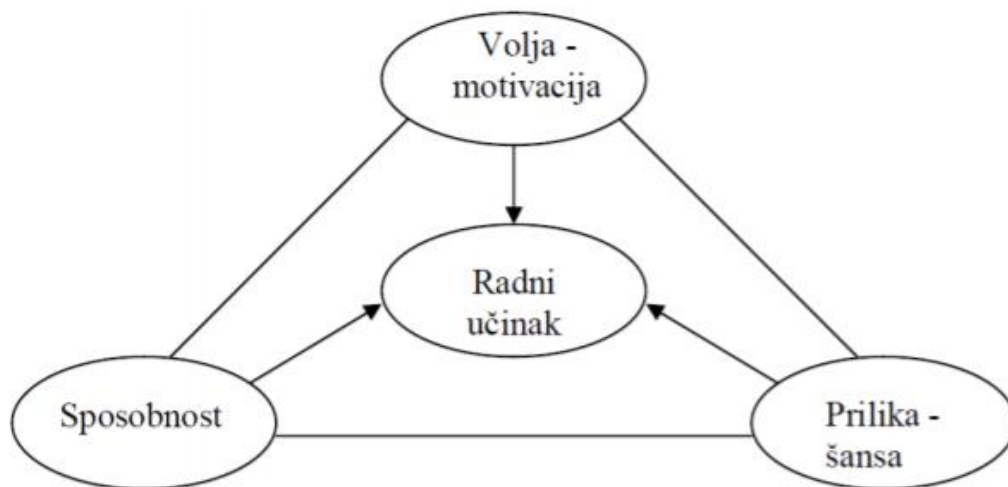 Volja -
motivacija
Radni
učinak
Sposobnost
Prilika -
šansa